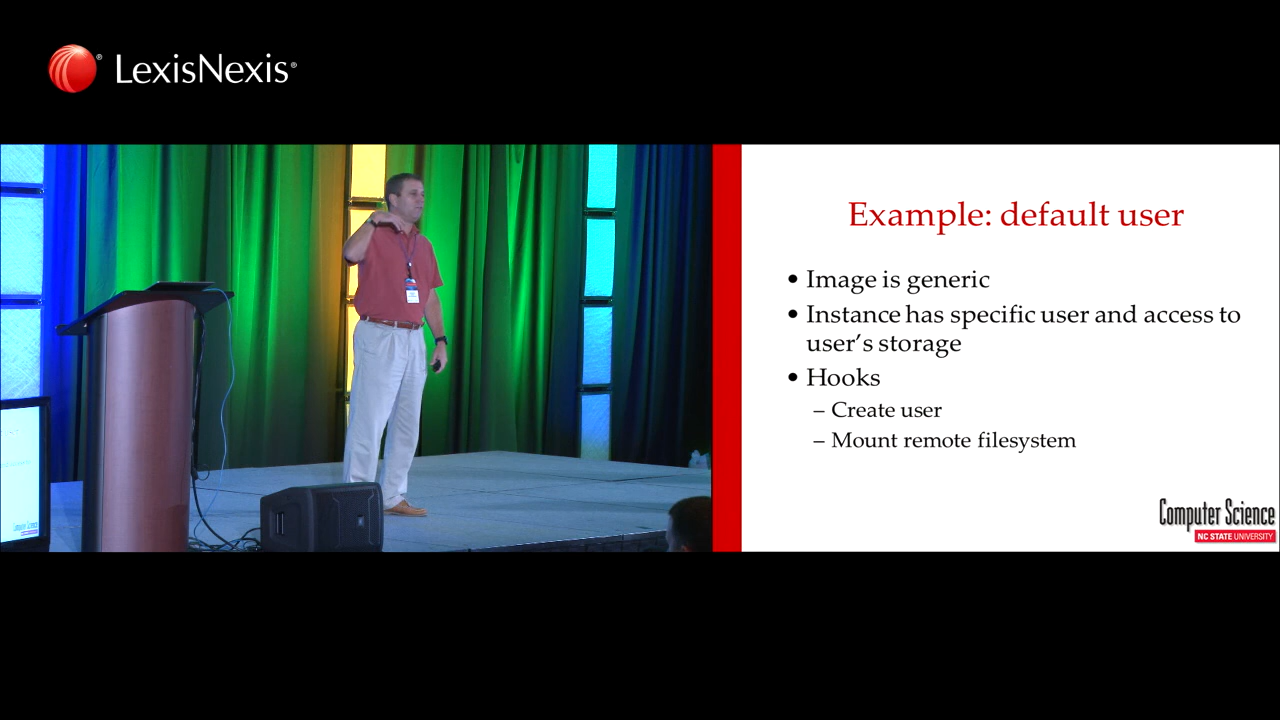 LexisNexis®
Example: default user
• Image is generic
• Instance has specific user and access to
user’s storage
• Hooks
– Create user
– Mount remote filesystem
Computer Science
NC STATE UNIVERSITY